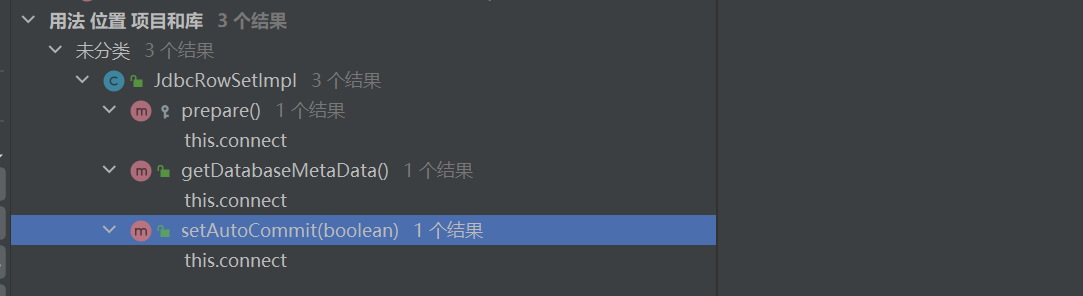 用法 位置 项目和库 3 个结果
未分类 3 个结果
C JdbcRowSetImpl 3 个结果
m prepare() 1 个结果
this.connect
m getDatabaseMetaData() 1 个结果
this.connect
m setAutoCommit(boolean) 1 个结果
this.connect